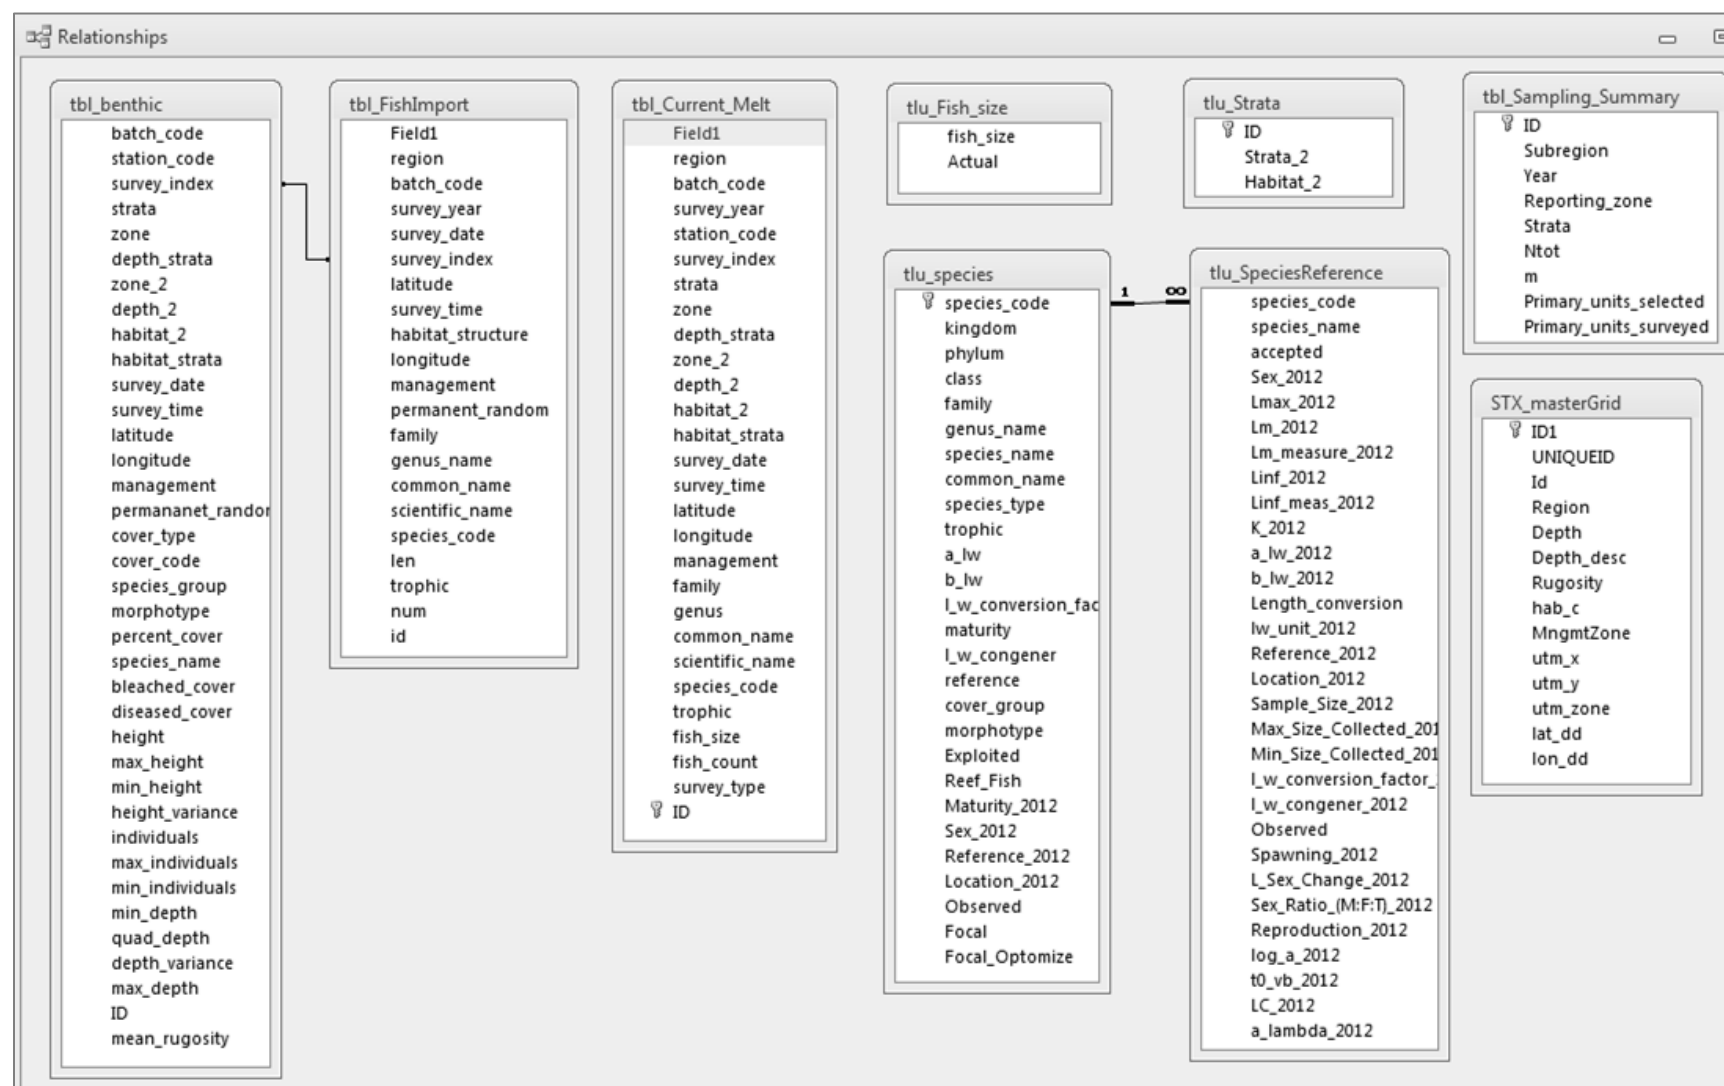 Relationships
tbl_benthic
batch_code
station_code
survey_index
strata
zone
depth_strata
zone_2
depth_2
habitat_2
habitat_strata
survey_date
survey_time
latitude
longitude
management
permananet_randor
cover_type
cover_code
species_group
morphotype
percent_cover
species_name
bleached_cover
diseased_cover
height
max_height
min_height
height_variance
individuals
max_individuals
min_individuals
min_depth
quad_depth
depth_variance
max_depth
ID
mean_rugosity
tbl_FishImport
Field1
region
batch_code
survey_year
survey_date
survey_index
latitude
survey_time
habitat_structure
longitude
management
permanent_random
family
genus_name
common_name
scientific_name
species_code
len
trophic
num
id
tbl_Current_Melt
Field1
region
batch_code
survey_year
station_code
survey_index
strata
zone
depth_strata
zone_2
depth_2
habitat_2
habitat_strata
survey_date
survey_time
latitude
longitude
management
family
genus
common_name
scientific_name
species_code
trophic
fish_size
fish_count
survey_type
ID
tlu_Fish_size
fish_size
Actual
tlu_species
species_code
kingdom
phylum
class
family
genus_name
species_name
common_name
species_type
trophic
a_lw
b_lw
l_w_conversion_fac
maturity
l_w_congener
reference
cover_group
morphotype
Exploited
Reef_Fish
Maturity_2012
Sex_2012
Reference_2012
Location_2012
Observed
Focal
Focal_Optomize
1 ∞
tlu_Strata
ID
Strata_2
Habitat_2
tlu_SpeciesReference
species_code
species_name
accepted
Sex_2012
Lmax_2012
Lm_2012
Lm_measure_2012
Linf_2012
Linf_meas_2012
K_2012
a_lw_2012
b_lw_2012
Length_conversion
lw_unit_2012
Reference_2012
Location_2012
Sample_Size_2012
Max_Size_Collected_201
Min_Size_Collected_201
l_w_conversion_factor_
l_w_congener_2012
Observed
Spawning_2012
L_Sex_Change_2012
Sex_Ratio_(M:F:T)_2012
Reproduction_2012
log_a_2012
t0_vb_2012
LC_2012
a_lambda_2012
tbl_Sampling_Summary
ID
Subregion
Year
Reporting_zone
Strata
Ntot
m
Primary_units_selected
Primary_units_surveyed
STX_masterGrid
ID1
UNIQUEID
Id
Region
Depth
Depth_desc
Rugosity
hab_c
MngmtZone
utm_x
utm_y
utm_zone
lat_dd
lon_dd